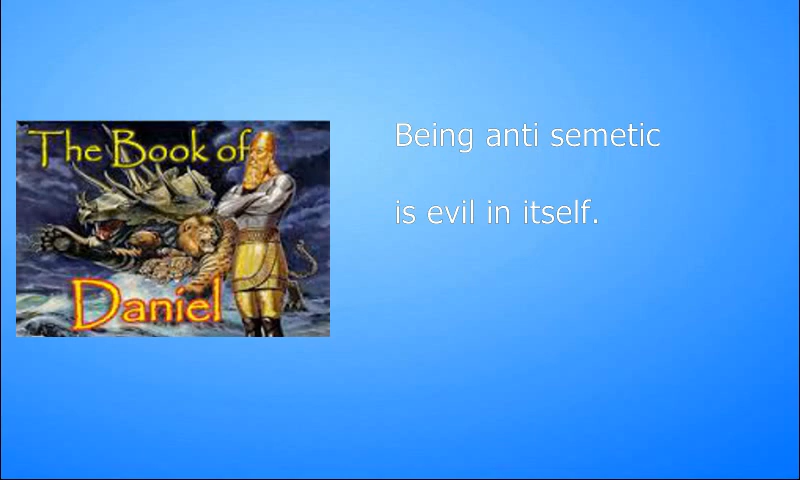 The Book of
Daniel
Being anti semetic
is evil in itself.